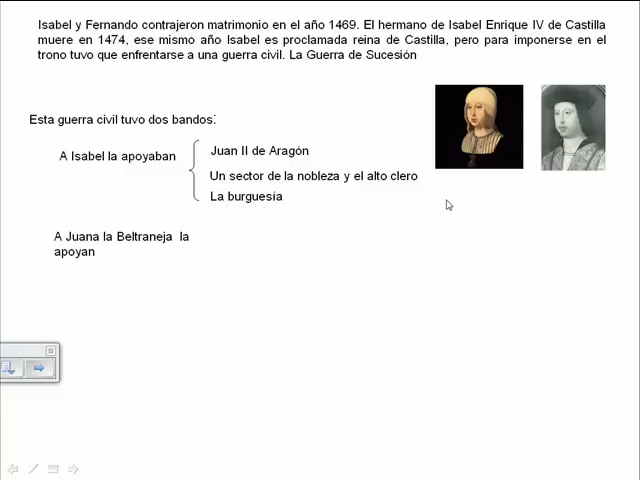 Isabel y Fernando contrajeron matrimonio en el año 1469. El hermano de Isabel Enrique IV de Castilla
muere en 1474, ese mismo año Isabel es proclamada reina de Castilla, pero para imponerse en el
trono tuvo que enfrentarse a una guerra civil. La Guerra de Sucesión
Esta guerra civil tuvo dos bandos:
A Isabel la apoyaban
Juan II de Aragón
Un sector de la nobleza y el alto clero
La burguesía
A Juana la Beltraneja la
apoyan